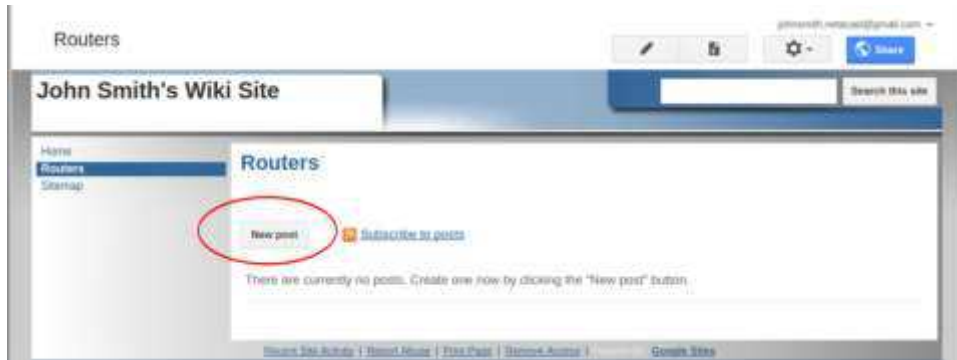 Routers
Share
John Smith's Wiki Site
Search this site
Home
Routers
Sitemap
Routers
New post
Subscribe to posts
There are currently no posts. Create one now by clicking the "New post" button.
Recent Site Activity | Report Abuse | Print Page | Remove Access | Google Sites